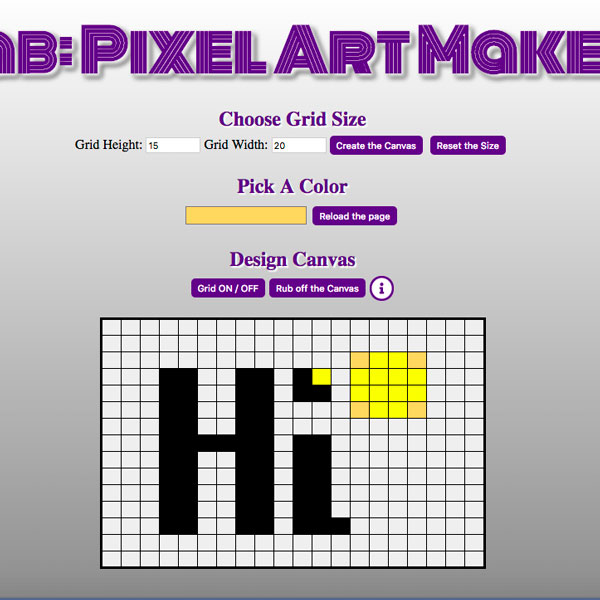 ab: Pixel Art Make
Choose Grid Size
Grid Height: 15 Grid Width: 20 Create the Canvas Reset the Size
Pick A Color
Reload the page
Design Canvas
Grid ON / OFF Rub off the Canvas i
Hi